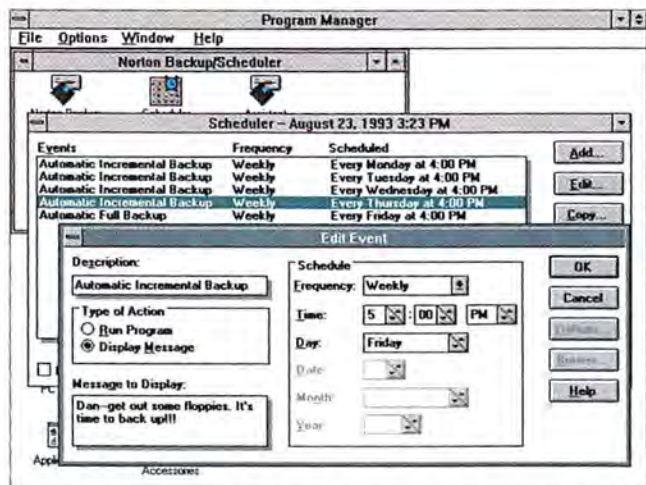 Program Manager
File Options Window Help
Norton Backup/Scheduler
Scheduler – August 23, 1993 3:23 PM
Events Frequency Scheduled
Automatic Incremental Backup Weekly Every Monday at 4:00 PM
Automatic Incremental Backup Weekly Every Tuesday at 4:00 PM
Automatic Incremental Backup Weekly Every Wednesday at 4:00 PM
Automatic Incremental Backup Weekly Every Thursday at 4:00 PM
Automatic Full Backup Weekly Every Friday at 4:00 PM
Add...
Edit...
Copy...
Edit Event
Description:
Automatic Incremental Backup
Type of Action
Run Program
Display Message
Message to Display:
Dan--get out some floppies. It's
time to back up!!!
Schedule
Frequency: Weekly
Time: 5 : 00 PM
Day: Friday
Date:
Month:
Year:
OK
Cancel
Browse...
Help
PC
Appl
Accessories